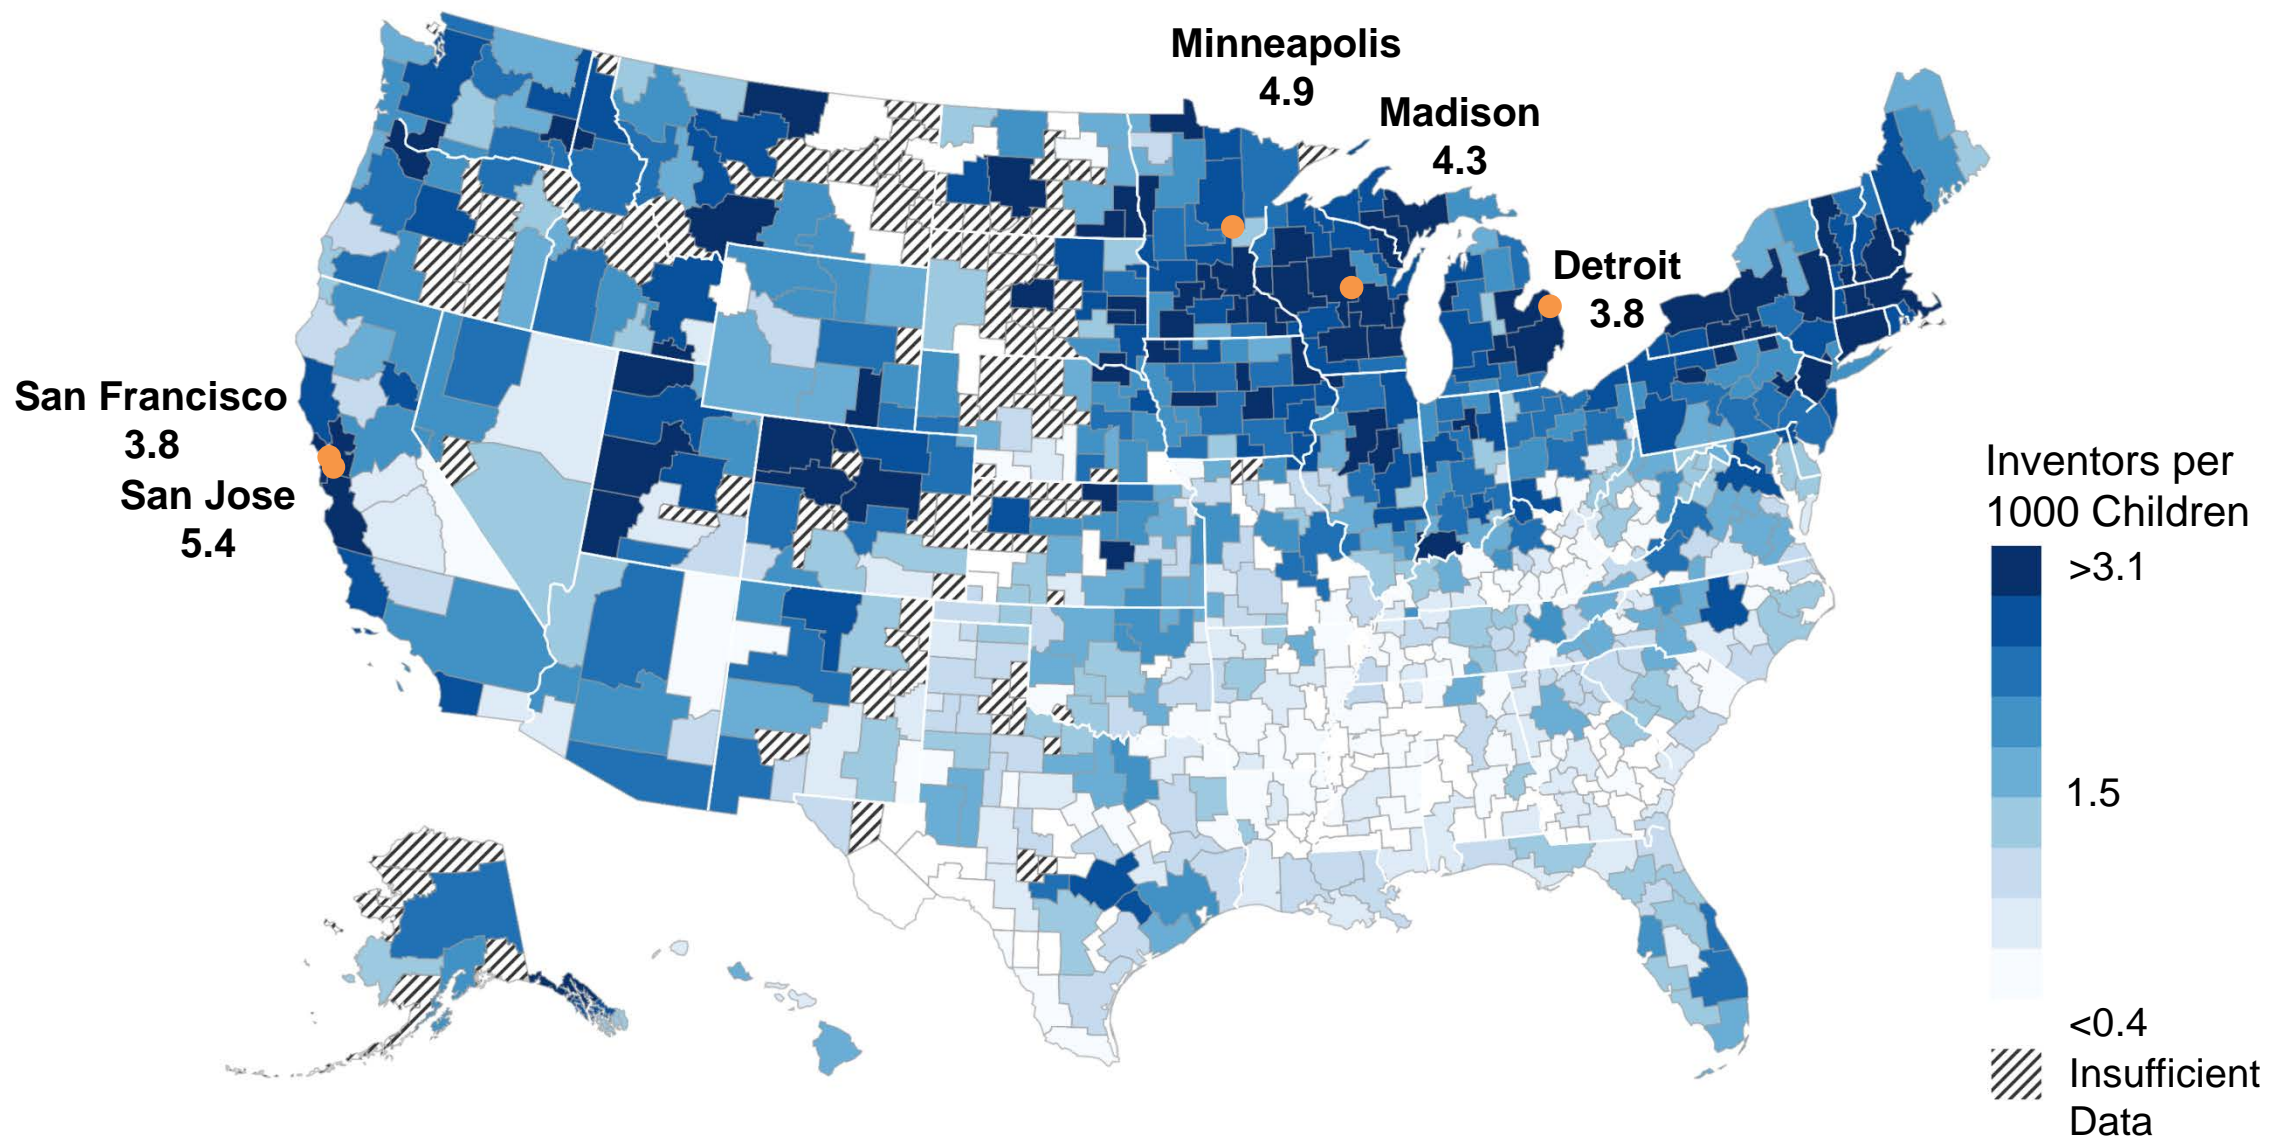 Minneapolis
4.9
Madison
4.3
Detroit
3.8
San Francisco
3.8
San Jose
5.4
Inventors per
1000 Children
>3.1
1.5
<0.4
Insufficient
Data